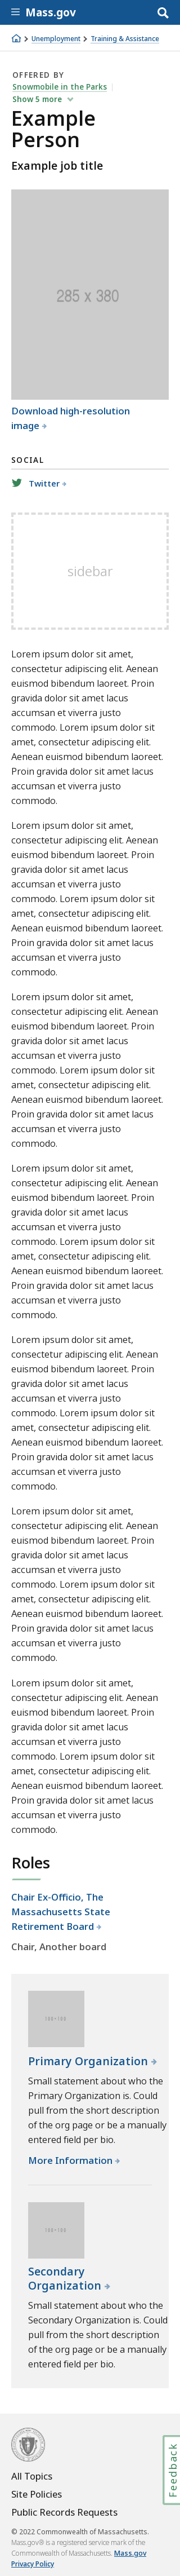 Mass.gov
Unemployment > Training & Assistance
OFFERED BY
Snowmobile in the Parks |
Show 5 more
Example
Person
Example job title
285 x 380
Download high-resolution
image
SOCIAL
Twitter
sidebar
Lorem ipsum dolor sit amet,
consectetur adipiscing elit. Aenean
euismod bibendum laoreet. Proin
gravida dolor sit amet lacus
accumsan et viverra justo
commodo. Lorem ipsum dolor sit
amet, consectetur adipiscing elit.
Aenean euismod bibendum laoreet.
Proin gravida dolor sit amet lacus
accumsan et viverra justo
commodo.
Lorem ipsum dolor sit amet,
consectetur adipiscing elit. Aenean
euismod bibendum laoreet. Proin
gravida dolor sit amet lacus
accumsan et viverra justo
commodo. Lorem ipsum dolor sit
amet, consectetur adipiscing elit.
Aenean euismod bibendum laoreet.
Proin gravida dolor sit amet lacus
accumsan et viverra justo
commodo.
Lorem ipsum dolor sit amet,
consectetur adipiscing elit. Aenean
euismod bibendum laoreet. Proin
gravida dolor sit amet lacus
accumsan et viverra justo
commodo. Lorem ipsum dolor sit
amet, consectetur adipiscing elit.
Aenean euismod bibendum laoreet.
Proin gravida dolor sit amet lacus
accumsan et viverra justo
commodo.
Lorem ipsum dolor sit amet,
consectetur adipiscing elit. Aenean
euismod bibendum laoreet. Proin
gravida dolor sit amet lacus
accumsan et viverra justo
commodo. Lorem ipsum dolor sit
amet, consectetur adipiscing elit.
Aenean euismod bibendum laoreet.
Proin gravida dolor sit amet lacus
accumsan et viverra justo
commodo.
Lorem ipsum dolor sit amet,
consectetur adipiscing elit. Aenean
euismod bibendum laoreet. Proin
gravida dolor sit amet lacus
accumsan et viverra justo
commodo. Lorem ipsum dolor sit
amet, consectetur adipiscing elit.
Aenean euismod bibendum laoreet.
Proin gravida dolor sit amet lacus
accumsan et viverra justo
commodo.
Lorem ipsum dolor sit amet,
consectetur adipiscing elit. Aenean
euismod bibendum laoreet. Proin
gravida dolor sit amet lacus
accumsan et viverra justo
commodo. Lorem ipsum dolor sit
amet, consectetur adipiscing elit.
Aenean euismod bibendum laoreet.
Proin gravida dolor sit amet lacus
accumsan et viverra justo
commodo.
Lorem ipsum dolor sit amet,
consectetur adipiscing elit. Aenean
euismod bibendum laoreet. Proin
gravida dolor sit amet lacus
accumsan et viverra justo
commodo. Lorem ipsum dolor sit
amet, consectetur adipiscing elit.
Aenean euismod bibendum laoreet.
Proin gravida dolor sit amet lacus
accumsan et viverra justo
commodo.
Roles
Chair Ex-Officio, The
Massachusetts State
Retirement Board
Chair, Another board
Primary Organization
Small statement about who the
Primary Organization is. Could
pull from the short description
of the org page or be a manually
entered field per bio.
More Information
Secondary
Organization
Small statement about who the
Secondary Organization is. Could
pull from the short description
of the org page or be a manually
entered field per bio.
Feedback
All Topics
Site Policies
Public Records Requests
© 2022 Commonwealth of Massachusetts.
Mass.gov® is a registered service mark of the
Commonwealth of Massachusetts. Mass.gov
Privacy Policy